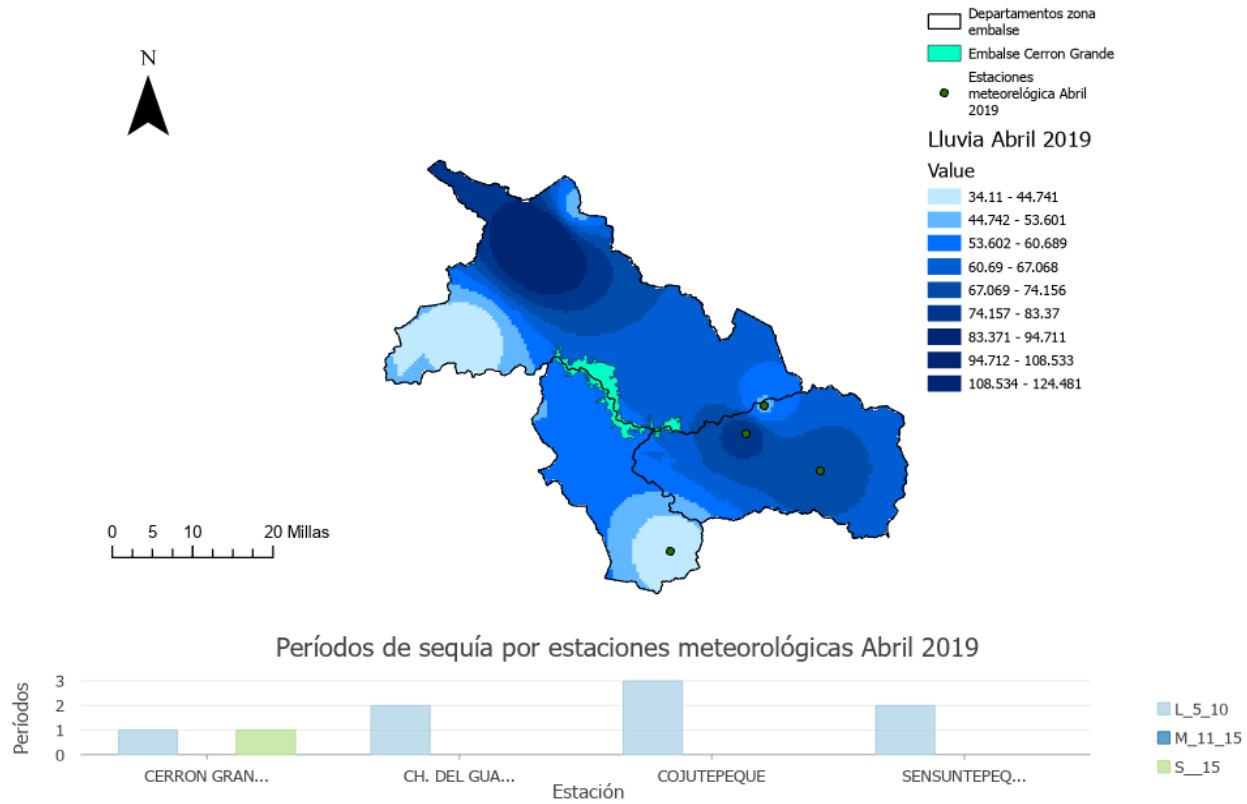 N
0 5 10 20 Millas
Departamentos zona
embalse
Embalse Cerron Grande
Estaciones
meteorelógica Abril
2019
Lluvia Abril 2019
Value
34.11 - 44.741
44.742 - 53.601
53.602 - 60.689
60.69 - 67.068
67.069 - 74.156
74.157 - 83.37
83.371 - 94.711
94.712 - 108.533
108.534 - 124.481
Períodos de sequía por estaciones meteorológicas Abril 2019
Períodos
3
2
1
0
CERRON GRAN... CH. DEL GUA... COJUTEPEQUE SENSUNTEPEQ...
Estación
L_5_10
M_11_15
S__15